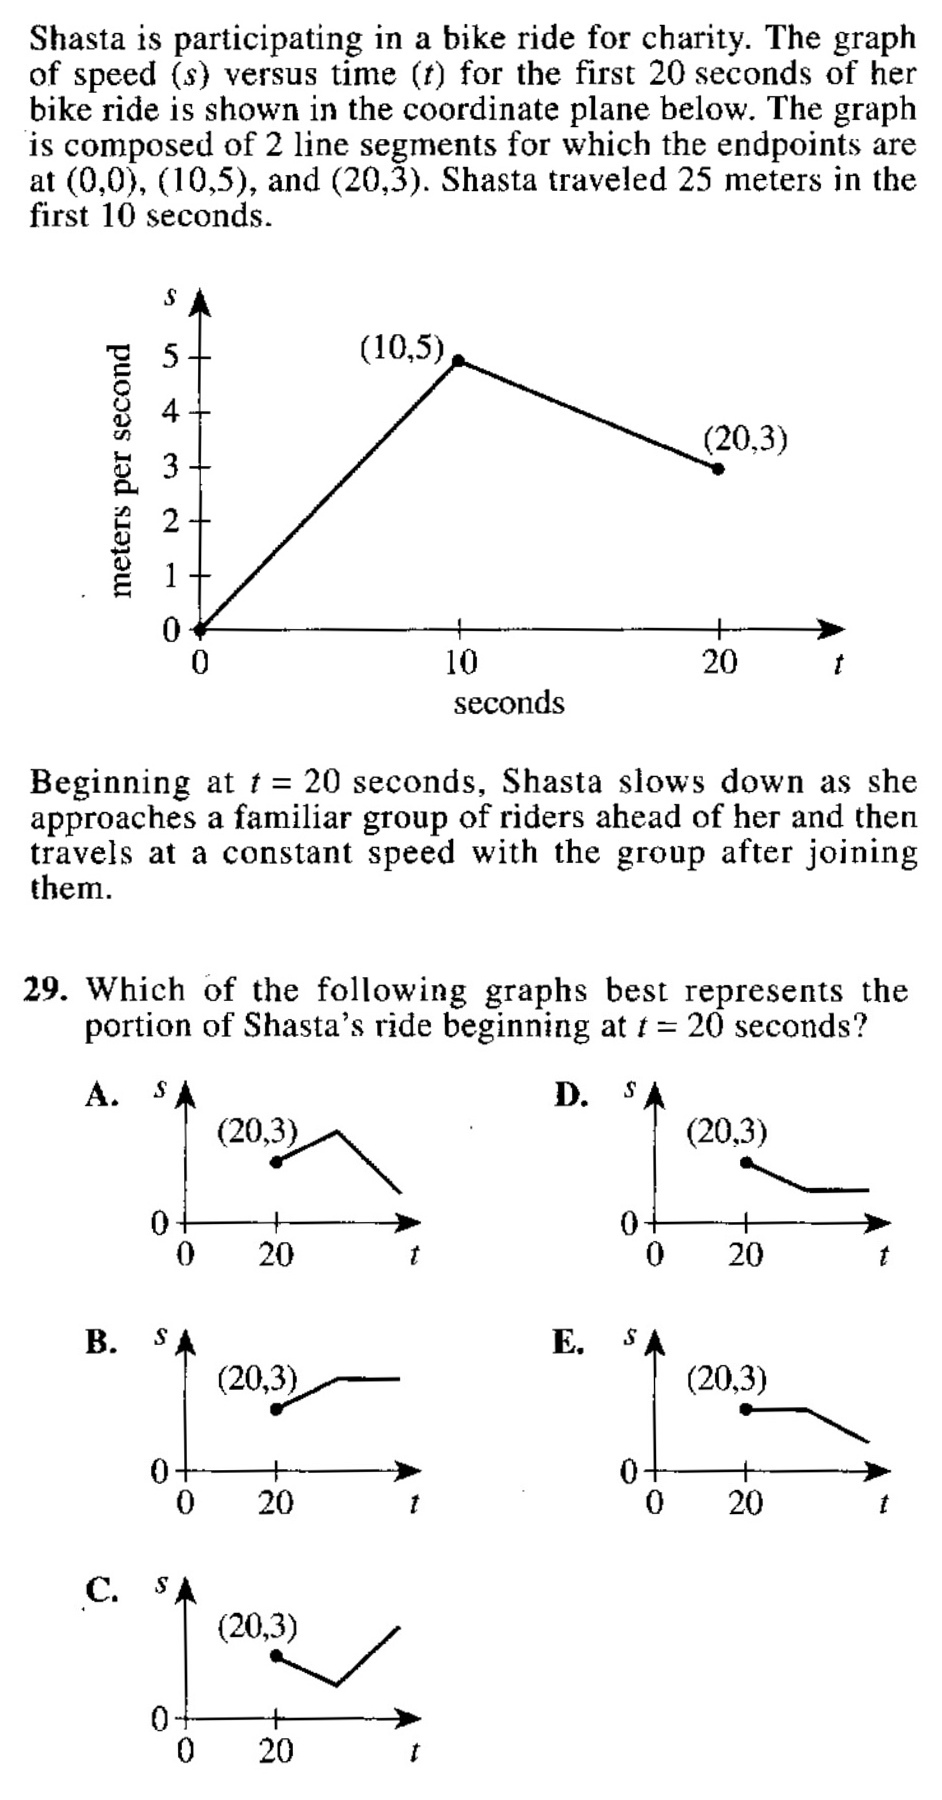 Shasta is participating in a bike ride for charity. The graph
of speed (s) versus time (t) for the first 20 seconds of her
bike ride is shown in the coordinate plane below. The graph
is composed of 2 line segments for which the endpoints are
at (0,0), (10,5), and (20,3). Shasta traveled 25 meters in the
first 10 seconds.
s
meters per second
5
4
3
2
1
0
(10,5)
(20,3)
0 10 20 t
seconds
Beginning at t = 20 seconds, Shasta slows down as she
approaches a familiar group of riders ahead of her and then
travels at a constant speed with the group after joining
them.
29. Which of the following graphs best represents the
portion of Shasta's ride beginning at t = 20 seconds?
A. s
(20,3)
0
0 20 t
B. s
(20,3)
0
0 20 t
C. s
(20,3)
0
0 20 t
D. s
(20,3)
0
0 20 t
E. s
(20,3)
0
0 20 t